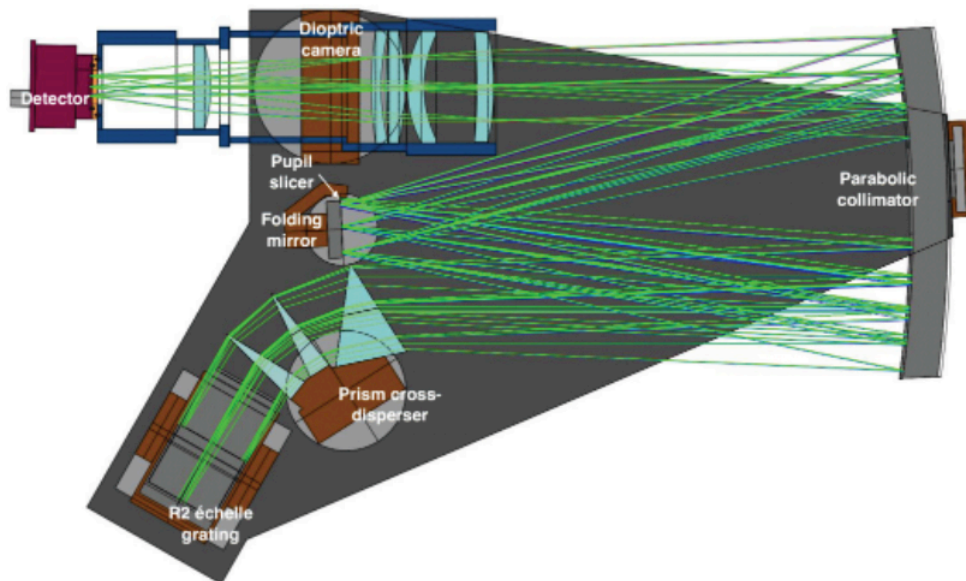 Dioptric
camera
Detector
Pupil
slicer
Folding
mirror
Parabolic
collimator
Prism cross-
disperser
R2 échelle
grating